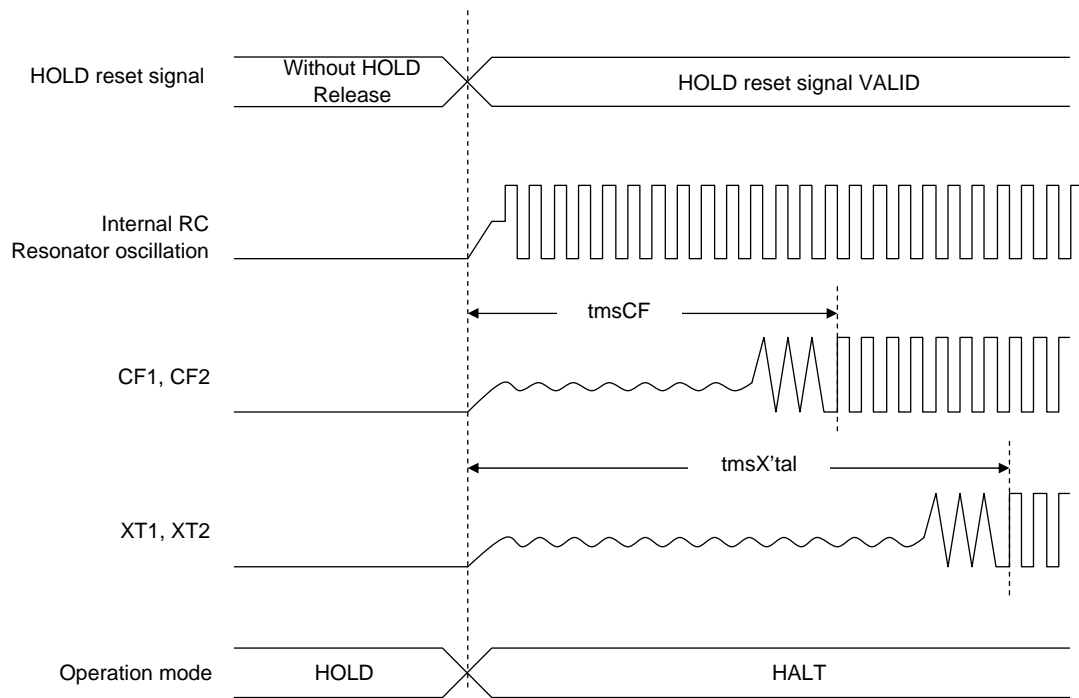 HOLD reset signal
Without HOLD
Release
HOLD reset signal VALID
Internal RC
Resonator oscillation
tmsCF
CF1, CF2
tmsX’tal
XT1, XT2
Operation mode
HOLD
HALT